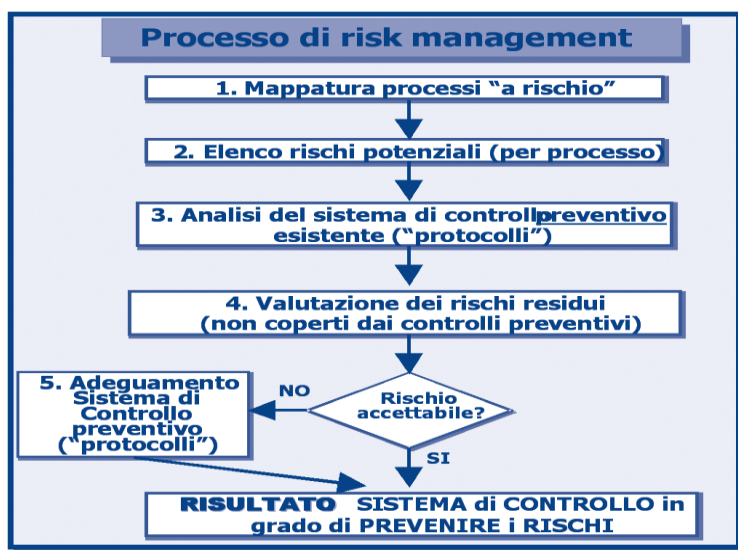 Processo di risk management
1. Mappatura processi “a rischio”
2. Elenco rischi potenziali (per processo)
3. Analisi del sistema di controllo preventivo
esistente (“protocolli”)
4. Valutazione dei rischi residui
(non coperti dai controlli preventivi)
Rischio
accettabile?
NO
5. Adeguamento
Sistema di
Controllo
preventivo
(“protocolli”)
SI
RISULTATO SISTEMA di CONTROLLO in
grado di PREVENIRE i RISCHI